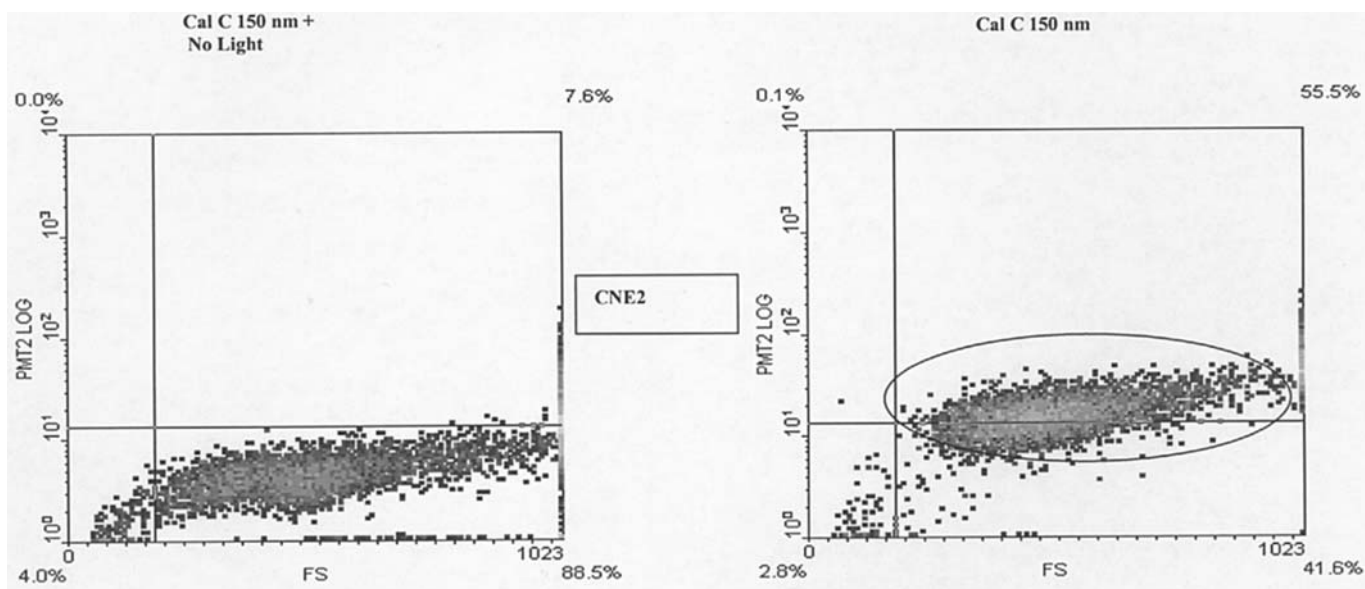 Cal C 150 nm +
No Light
0.0%
7.6%
10⁴
10³
10²
10¹
10⁰
PMT2 LOG
0
1023
4.0%
FS
88.5%
CNE2
Cal C 150 nm
0.1%
55.5%
10⁴
10³
10²
10¹
10⁰
PMT2 LOG
0
1023
2.8%
FS
41.6%